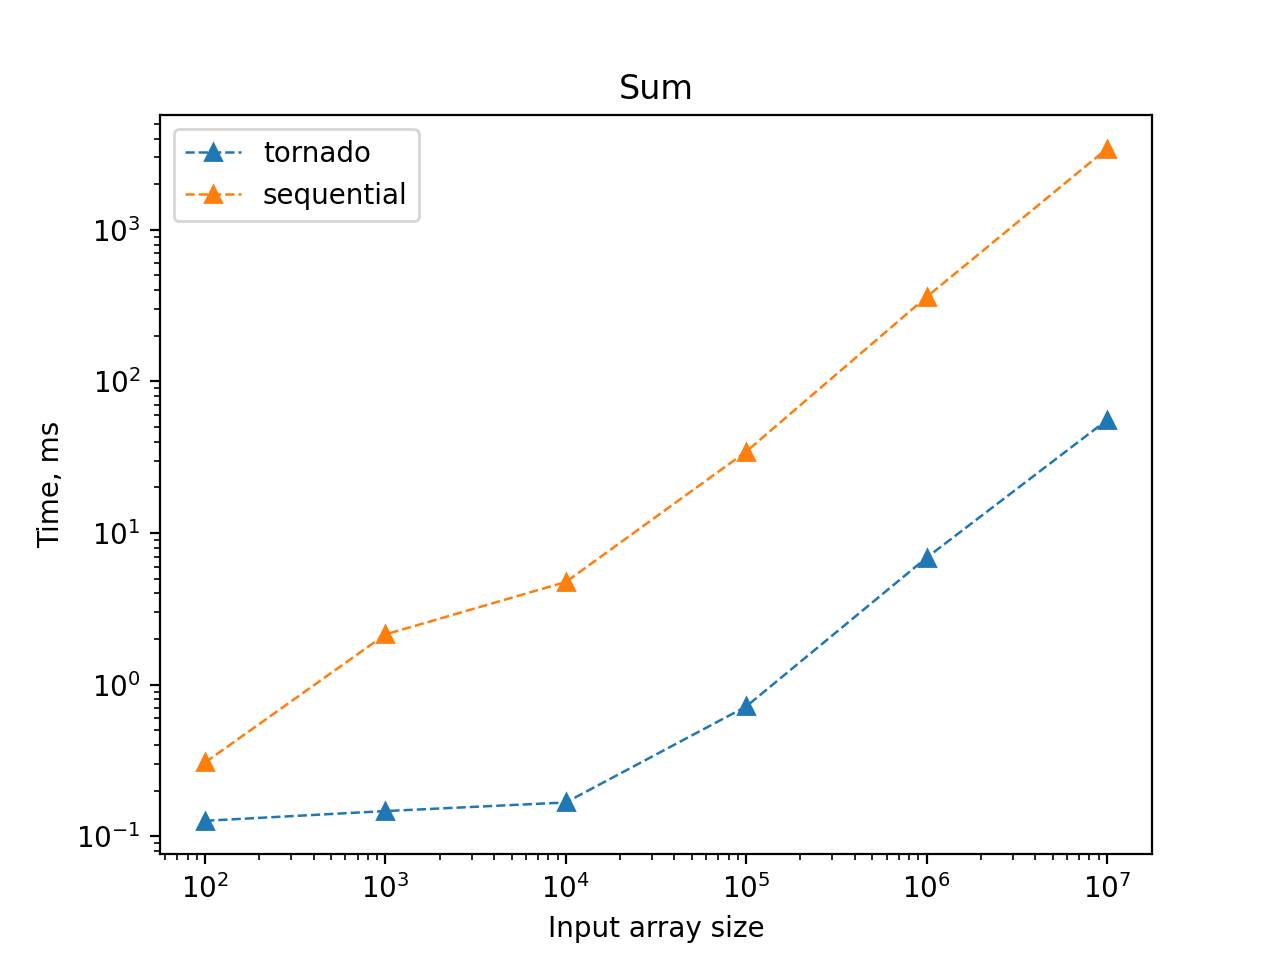 Sum
tornado
sequential
Time, ms
10³
10²
10¹
10⁰
10⁻¹
10² 10³ 10⁴ 10⁵ 10⁶ 10⁷
Input array size